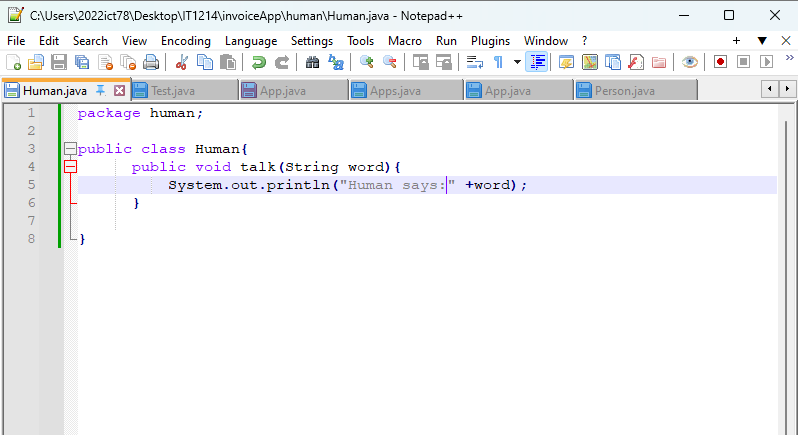 C:\Users\2022ict78\Desktop\IT1214\invoiceApp\human\Human.java - Notepad++
File Edit Search View Encoding Language Settings Tools Macro Run Plugins Window ? + ▼ X
Human.java Test.java App.java Apps.java App.java Person.java
1 package human;
2
3 public class Human{
4 public void talk(String word){
5 System.out.println("Human says:" +word);
6 }
7
8 }